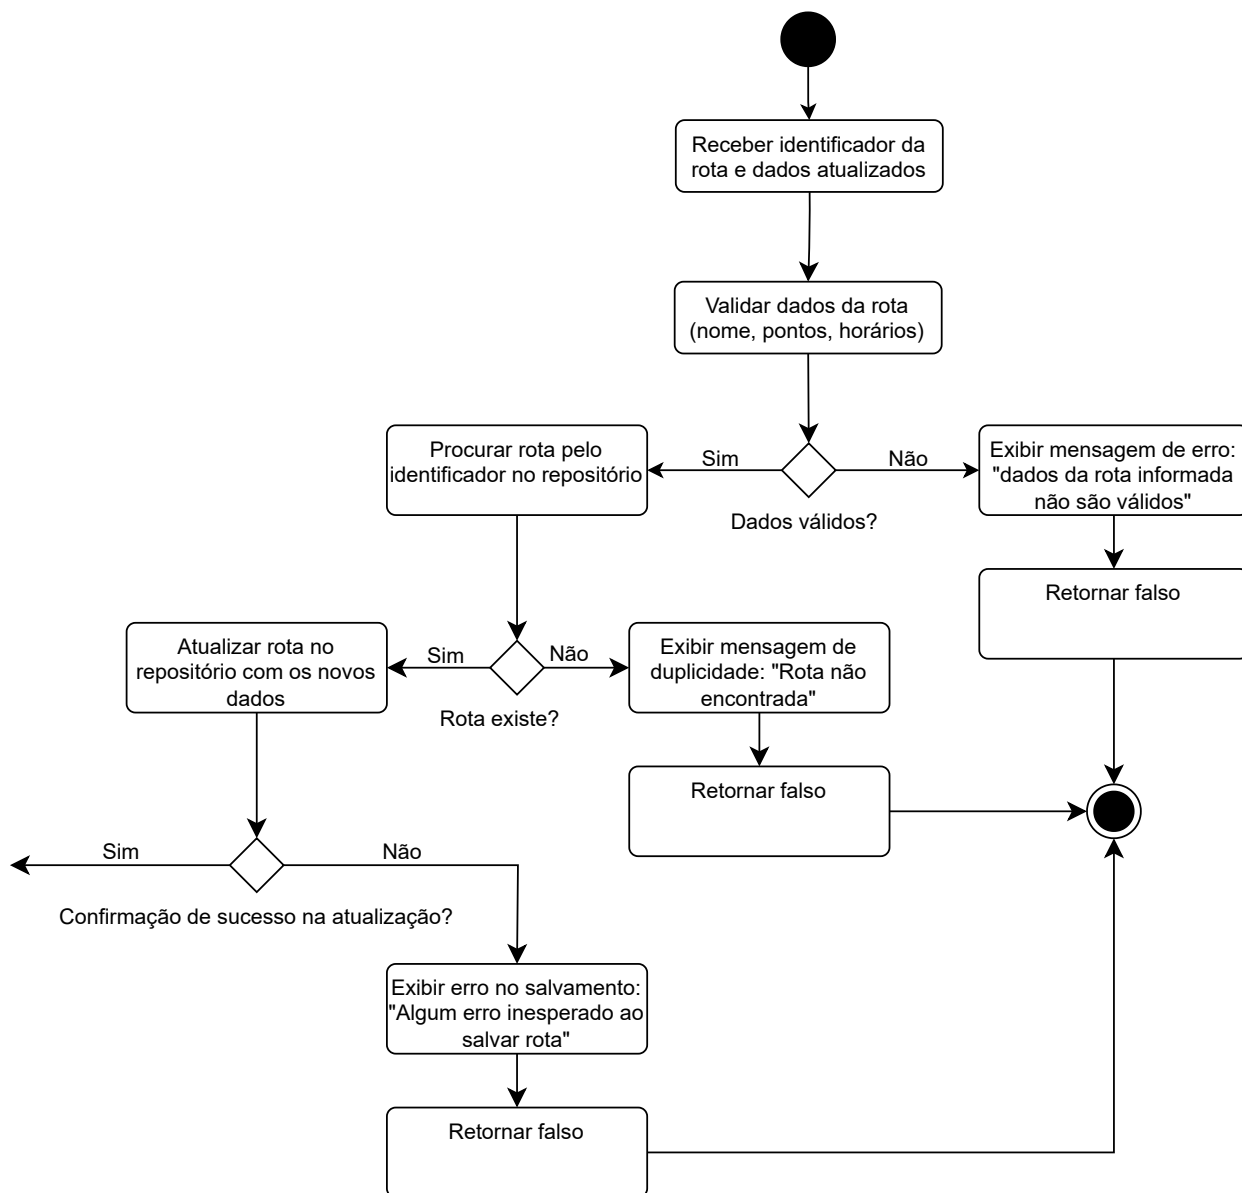 Receber identificador da
rota e dados atualizados
Validar dados da rota
(nome, pontos, horários)
Procurar rota pelo
identificador no repositório
Sim
Não
Dados válidos?
Exibir mensagem de erro:
"dados da rota informada
não são válidos"
Retornar falso
Atualizar rota no
repositório com os novos
dados
Sim
Não
Rota existe?
Exibir mensagem de
duplicidade: "Rota não
encontrada"
Retornar falso
Sim
Não
Confirmação de sucesso na atualização?
Exibir erro no salvamento:
"Algum erro inesperado ao
salvar rota"
Retornar falso